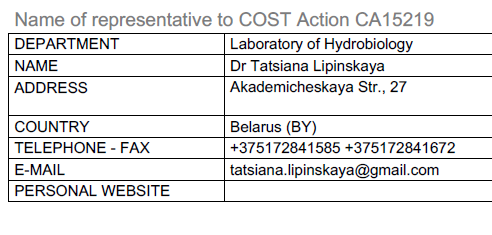 Name of representative to COST Action CA15219
DEPARTMENT Laboratory of Hydrobiology
NAME Dr Tatsiana Lipinskaya
ADDRESS Akademicheskaya Str., 27
COUNTRY Belarus (BY)
TELEPHONE - FAX +375172841585 +375172841672
E-MAIL tatsiana.lipinskaya@gmail.com
PERSONAL WEBSITE